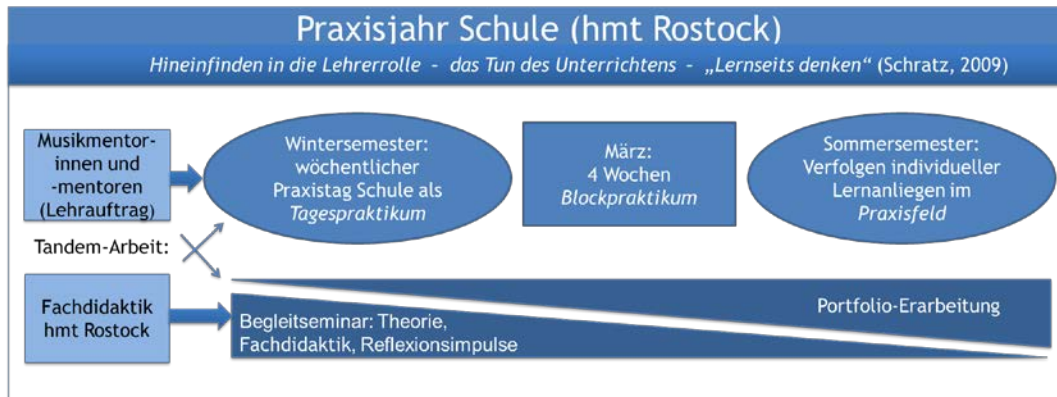 Praxisjahr Schule (hmt Rostock)
Hineinfinden in die Lehrerrolle - das Tun des Unterrichtens - „Lernseits denken“ (Schratz, 2009)
Musikmentor-
innen und
-mentoren
(Lehrauftrag)
Wintersemester:
wöchentlicher
Praxistag Schule als
Tagespraktikum
März:
4 Wochen
Blockpraktikum
Sommersemester:
Verfolgen individueller
Lernanliegen im
Praxisfeld
Tandem-Arbeit:
Fachdidaktik
hmt Rostock
Begleitseminar: Theorie,
Fachdidaktik, Reflexionsimpulse
Portfolio-Erarbeitung